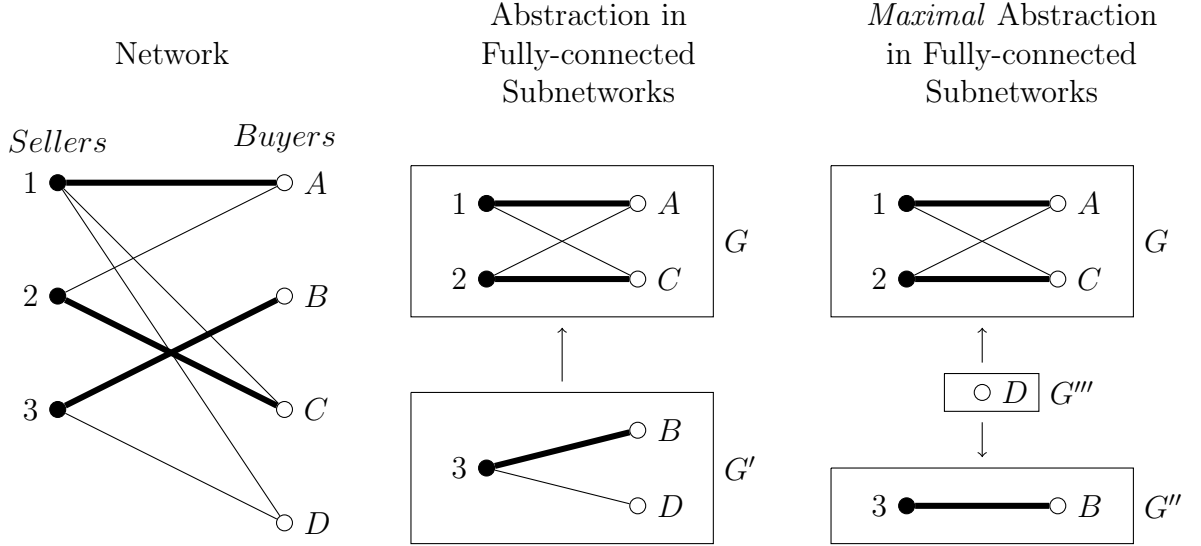 Network
Sellers
Buyers
1
A
2
B
3
C
D
Abstraction in
Fully-connected
Subnetworks
1
A
2
C
G
3
B
D
G′
Maximal Abstraction
in Fully-connected
Subnetworks
1
A
2
C
G
D
G‴
3
B
G″